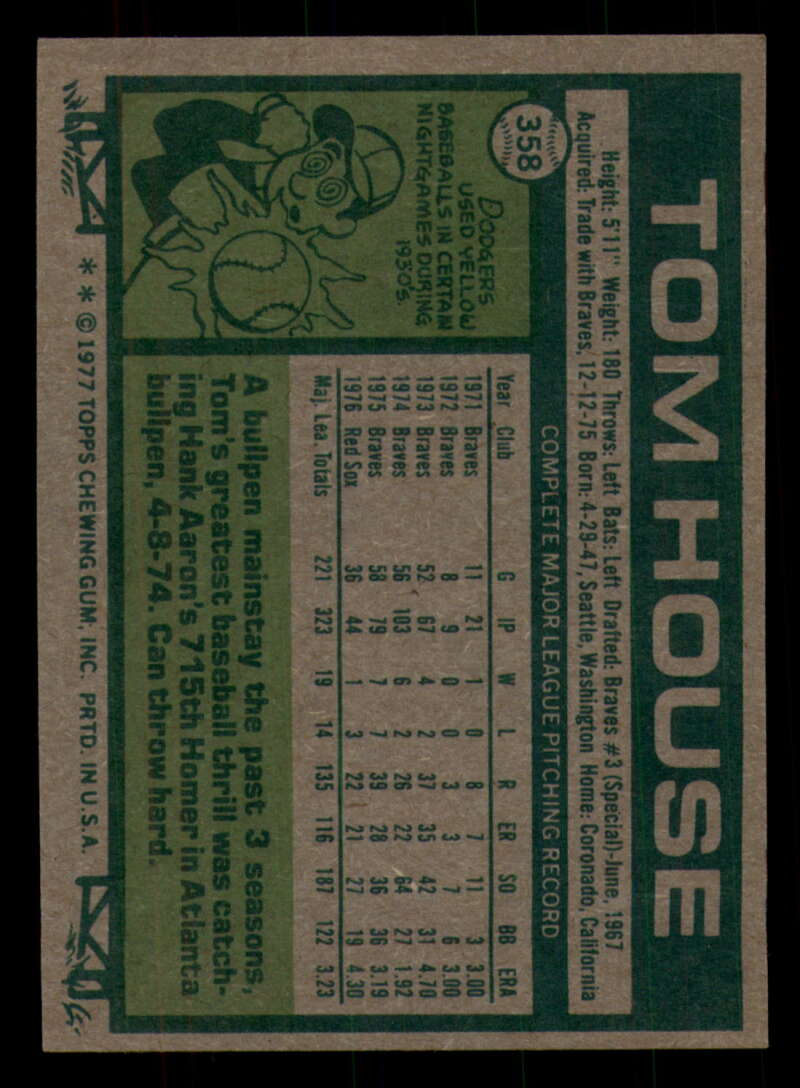 TOM HOUSE
Height: 5'11" Weight: 180 Throws: Left Bats: Left Drafted: Braves #3 (Special)-June, 1967
Acquired: Trade with Braves, 12-12-75 Born: 4-29-47, Seattle, Washington Home: Coronado, California
358
COMPLETE MAJOR LEAGUE PITCHING RECORD
DODGERS
USED YELLOW
BASEBALLS IN CERTAIN
NIGHTGAMES DURING
1930'S.
Year Club G IP W L R ER SO BB ERA
1971 Braves 11 21 1 0 8 7 11 3 3.00
1972 Braves 8 9 0 0 3 3 7 6 3.00
1973 Braves 52 67 4 2 37 35 42 31 4.70
1974 Braves 56 103 6 2 26 22 64 27 1.92
1975 Braves 58 79 7 7 39 28 36 36 3.19
1976 Red Sox 36 44 1 3 22 21 27 19 4.30
Maj. Lea. Totals 221 323 19 14 135 116 187 122 3.23
A bullpen mainstay the past 3 seasons,
Tom's greatest baseball thrill was catch-
ing Hank Aaron's 715th Homer in Atlanta
bullpen, 4-8-74. Can throw hard.
* * © 1977 TOPPS CHEWING GUM, INC. PRTD. IN U.S.A.